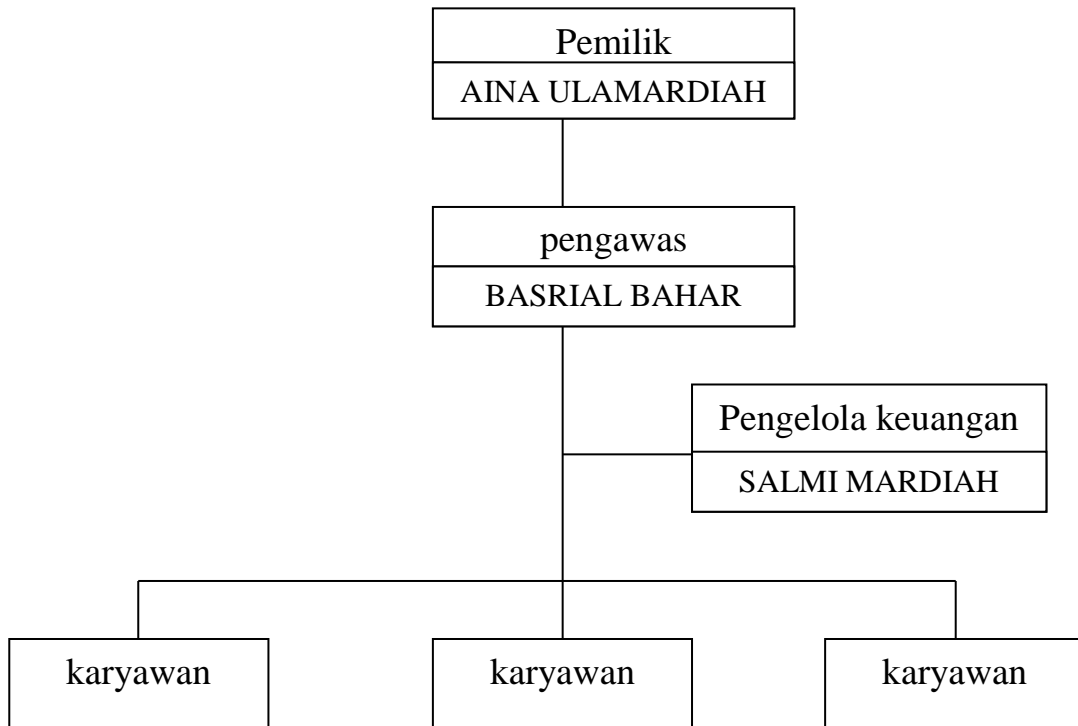 Pemilik
AINA ULAMARDIAH
pengawas
BASRIAL BAHAR
Pengelola keuangan
SALMI MARDIAH
karyawan
karyawan
karyawan